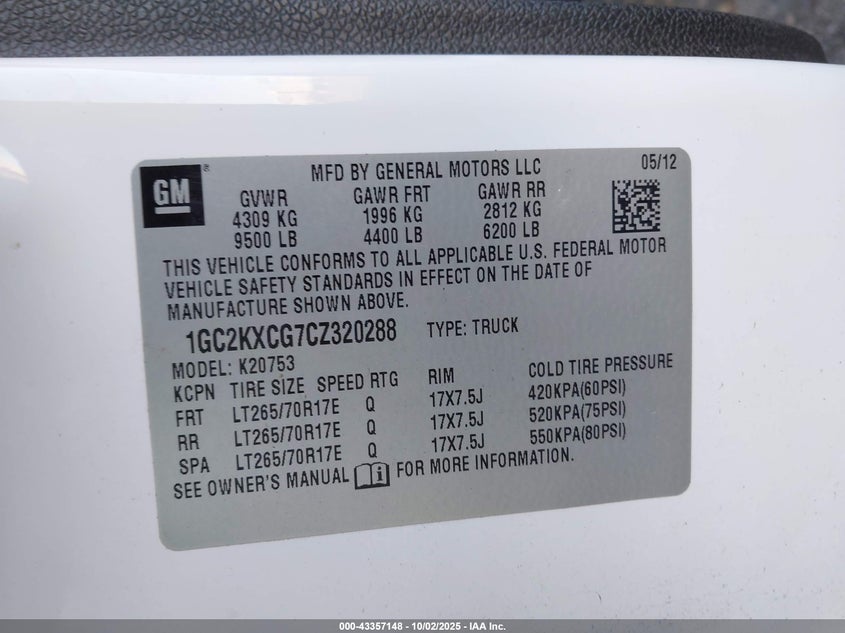 GM
MFD BY GENERAL MOTORS LLC 05/12
GVWR GAWR FRT GAWR RR
4309 KG 1996 KG 2812 KG
9500 LB 4400 LB 6200 LB
THIS VEHICLE CONFORMS TO ALL APPLICABLE U.S. FEDERAL MOTOR
VEHICLE SAFETY STANDARDS IN EFFECT ON THE DATE OF
MANUFACTURE SHOWN ABOVE.
1GC2KXCG7CZ320288 TYPE: TRUCK
MODEL: K20753
KCPN TIRE SIZE SPEED RTG RIM COLD TIRE PRESSURE
FRT LT265/70R17E Q 17X7.5J 420KPA(60PSI)
RR LT265/70R17E Q 17X7.5J 520KPA(75PSI)
SPA LT265/70R17E Q 17X7.5J 550KPA(80PSI)
SEE OWNER'S MANUAL FOR MORE INFORMATION.
000-43357148 - 10/02/2025 - IAA Inc.